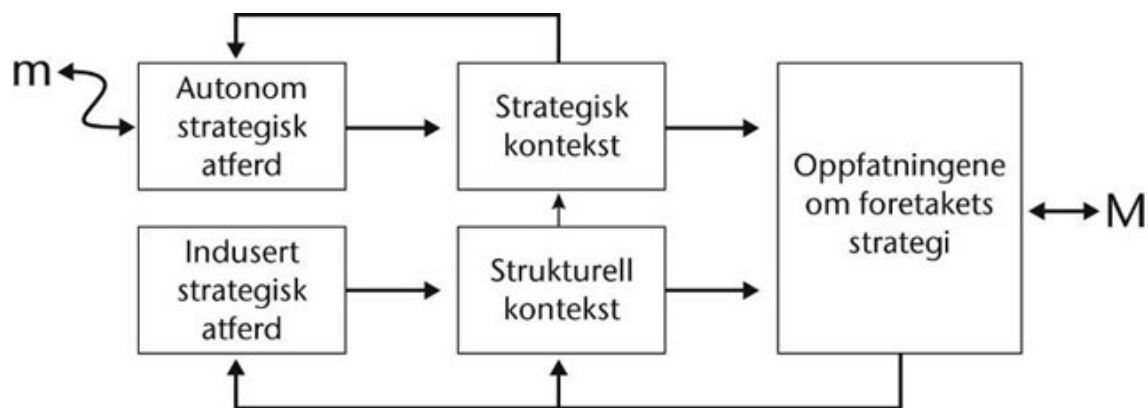 m
Autonom
strategisk
atferd
Strategisk
kontekst
Indusert
strategisk
atferd
Strukturell
kontekst
Oppfatningene
om foretakets
strategi
M